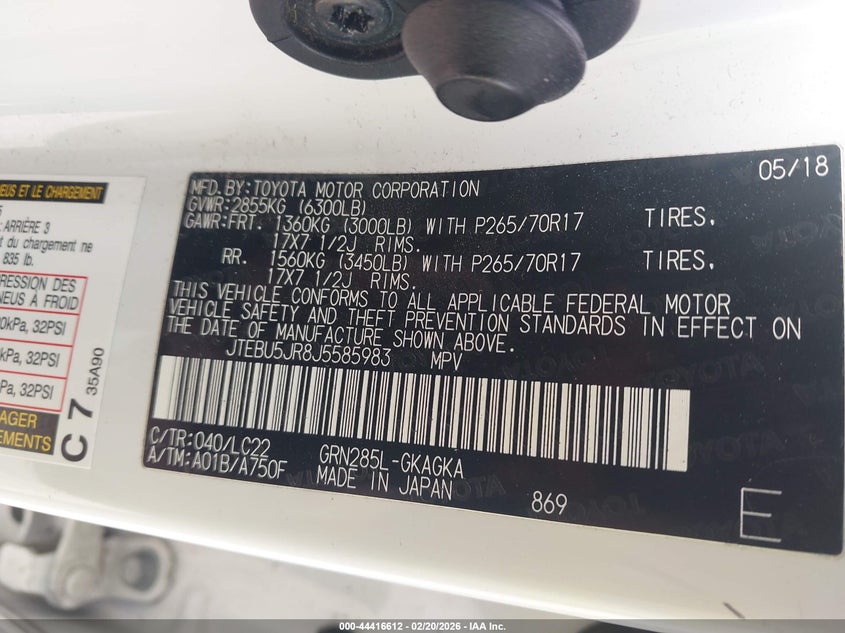 EUS ET LE CHARGEMENT
: ARRIÈRE 3
t du chargement ne
835 lb.
RESSION DES
NEUS À FROID
0kPa, 32PSI
kPa, 32PSI
Pa, 32PSI
AGER
EMENTS
C 7
35A90
05/18
MFD. BY: TOYOTA MOTOR CORPORATION
GVWR: 2855KG (6300LB)
GAWR: FRT. 1360KG (3000LB) WITH P265/70R17 TIRES.
17X7 1/2J RIMS.
RR. 1560KG (3450LB) WITH P265/70R17 TIRES.
17X7 1/2J RIMS.
THIS VEHICLE CONFORMS TO ALL APPLICABLE FEDERAL MOTOR
VEHICLE SAFETY AND THEFT PREVENTION STANDARDS IN EFFECT ON
THE DATE OF MANUFACTURE SHOWN ABOVE.
JTEBU5JR8J5585983 MPV
C/TR: 040/LC22
A/TM: A01B/A750F
GRN285L-GKAGKA
MADE IN JAPAN
869
E
000-44416612 - 02/20/2026 - IAA Inc.